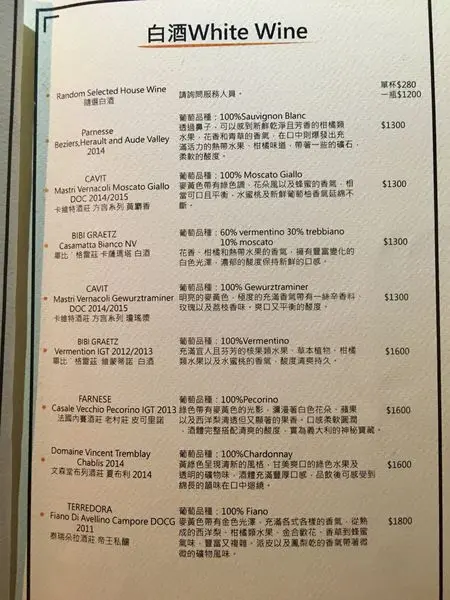 白酒White Wine
Random Selected House Wine
隨選白酒
請詢問服務人員。
單杯$280
一瓶$1200
Parnesse
Beziers,Herault and Aude Valley
2014
葡萄品種：100%Sauvignon Blanc
透過鼻子，可以感到新鮮乾淨且芳香的柑橘類
水果，花香和青草的香氣，在口中則爆發出充
滿活力的熱帶水果、柑橘味道，帶著一些的礦石，
柔軟的酸度。
$1300
CAVIT
Mastri Vernacoli Moscato Giallo
DOC 2014/2015
卡維特酒莊 方言系列 黃麝香
葡萄品種：100% Moscato Giallo
麥黃色帶有綠色調，花朵風以及蜂蜜的香氣，相
當可口且平衡，水蜜桃及新鮮葡萄柚香氣延綿不
斷。
$1300
BIBI GRAETZ
Casamatta Bianco NV
畢比·格雷茲 卡薩瑪塔 白酒
葡萄品種：60% vermentino 30% trebbiano
10% moscato
花香、柑橘和熱帶水果的香氣，擁有豐富變化的
白色光澤，濃郁的酸度保持新鮮的口感。
$1300
CAVIT
Mastri Vernacoli Gewurztraminer
DOC 2014/2015
卡維特酒莊 方言系列 瓊瑤漿
葡萄品種：100% Gewurztraminer
明亮的麥黃色，極度的充滿香氣帶有一絲辛香料、
玫瑰以及荔枝香味。爽口又平衡的酸度。
$1300
BIBI GRAETZ
Vermention IGT 2012/2013
畢比·格雷茲 維蒙蒂諾 白酒
葡萄品種：100%Vermentino
充滿宜人且芳芳的核果類水果、草本植物，柑橘
類水果以及水蜜桃的香氣，酸度清爽持久。
$1600
FARNESE
Casale Vecchio Pecorino IGT 2013
法國內賽酒莊 老村莊 皮可里諾
葡萄品種：100%Pecorino
綠色帶有麥黃色的光影，瀰漫著白色花朵、蘋果
以及西洋梨清透但又顯著的果香。口感柔軟圓潤
，酒體完整搭配清爽的酸度，實為義大利的神秘寶藏。
$1600
Domaine Vincent Tremblay
Chablis 2014
文森堂布列酒莊 夏布利 2014
葡萄品種：100%Chardonnay
黃綠色呈現清新的風格，甘美爽口的綠色水果及
透明的礦物味，酒體充滿豐厚口感，品飲後可感受到
綿長的韻味在口中迴繞。
$1600
TERREDORA
Fiano Di Avellino Campore DOCG
2011
泰瑞朵拉酒莊 帝王私釀
葡萄品種：100% Fiano
麥黃色帶有金色光澤，充滿各式各樣的香氣，從熟
成的西洋梨、柑橘類水果、金合歡花、香草到蜂蜜
氣味，豐富又複雜。派皮以及鳳梨乾的香氣帶著微
微的礦物風味。
$1800